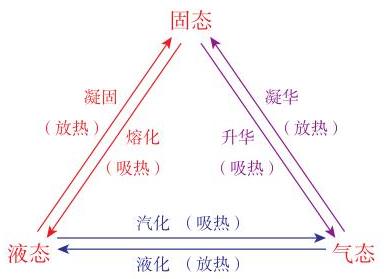 固态
凝固
（放热）
熔化
（吸热）
升华
（吸热）
凝华
（放热）
汽化 （吸热）
液态
气态
液化 （放热）